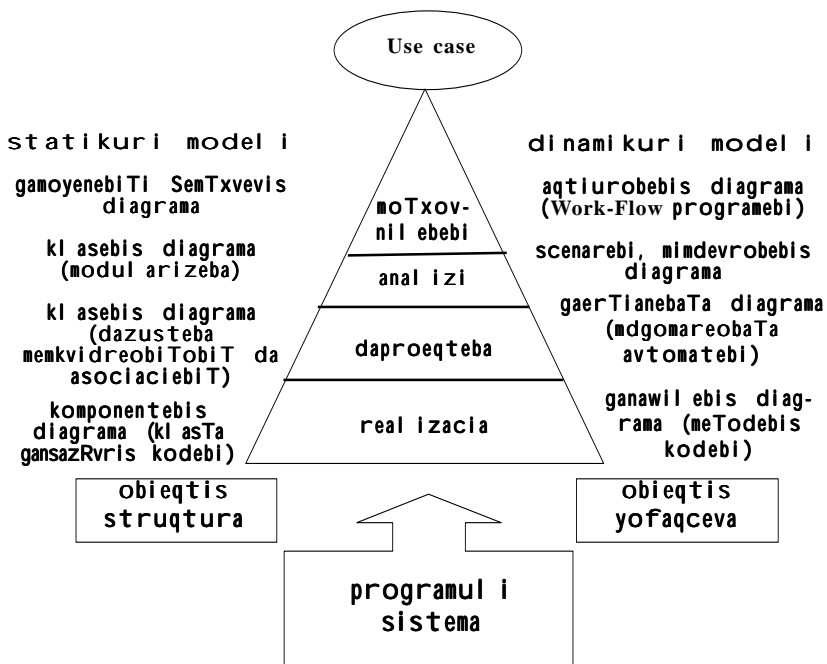 Use case
statikuri modeli
gamoyenebiTi SemTxvevis
diagrama
klasebis diagrama
(modularizeba)
klasebis diagrama
(dazusteba
memkvidreobiTobiT da
asociaciebiT)
komponentebis
diagrama (klasTa
gansazRvris kodebi)
obieqtis
struqtura
moTxov-
nilebebi
analizi
daproeqteba
realizacia
dinamikuri modeli
aqtiurobebis diagrama
(Work-Flow programebi)
scenarebi, mimdevrobebis
diagrama
gaerTianebaTa diagrama
(mdgomareobaTa
avtomatebi)
ganawilebis diag-
rama (meTodebis
kodebi)
obieqtis
yofaqceva
programuli
sistema